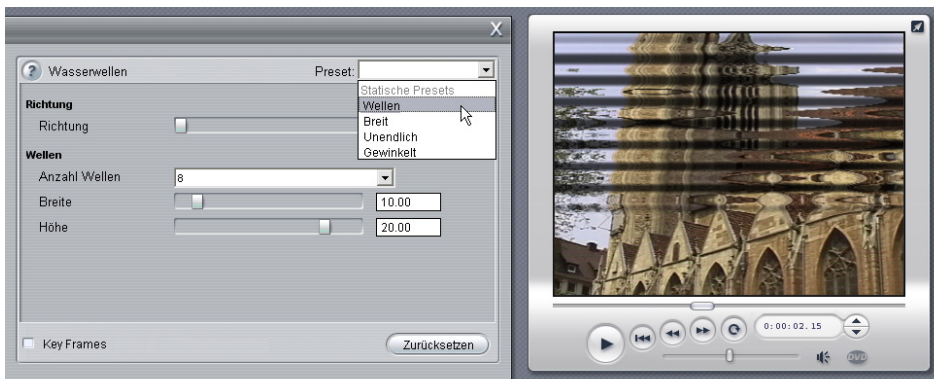 X
? Wasserwellen Preset:
Statische Presets
Richtung
Wellen
Richtung
Breit
Unendlich
Wellen
Gewinkelt
Anzahl Wellen 8
Breite 10.00
Höhe 20.00
Key Frames Zurücksetzen
0:00:02.15
DVD